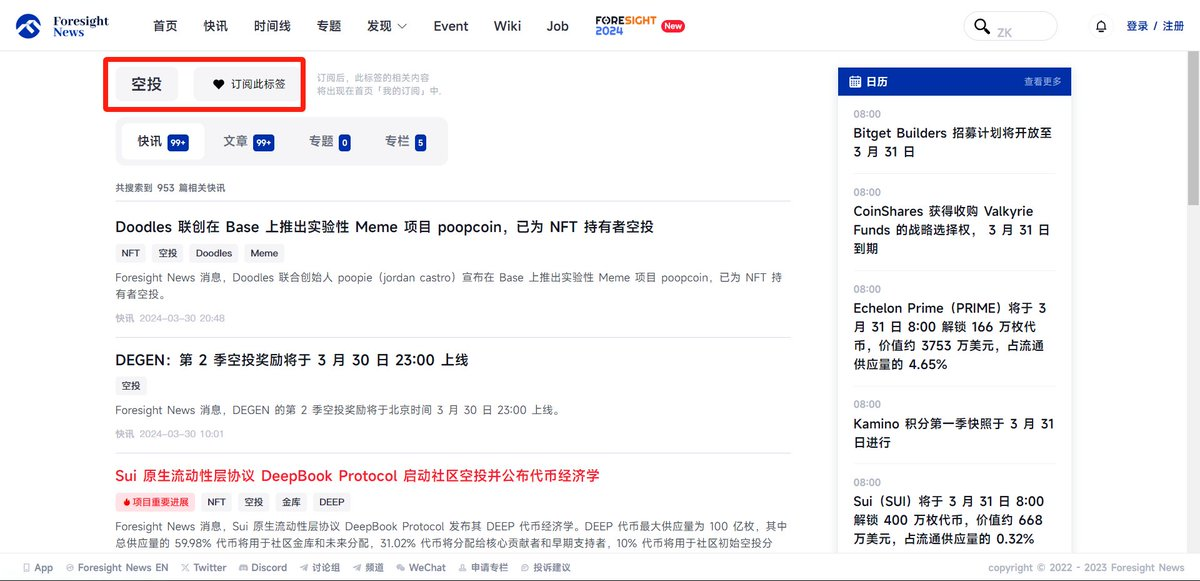 Foresight News
首页 快讯 时间线 专题 发现 Event Wiki Job FORESIGHT 2024 New ZK 登录 / 注册
空投 订阅此标签 订阅后，此标签的相关内容
将出现在首页「我的订阅」中.
快讯 99+ 文章 99+ 专题 0 专栏 5
共搜索到 953 篇相关快讯
Doodles 联创在 Base 上推出实验性 Meme 项目 poopcoin，已为 NFT 持有者空投
NFT 空投 Doodles Meme
Foresight News 消息，Doodles 联合创始人 poopie（jordan castro）宣布在 Base 上推出实验性 Meme 项目 poopcoin，已为 NFT 持
有者空投。
快讯 2024-03-30 20:48
DEGEN：第 2 季空投奖励将于 3 月 30 日 23:00 上线
空投
Foresight News 消息，DEGEN 的第 2 季空投奖励将于北京时间 3 月 30 日 23:00 上线。
快讯 2024-03-30 10:01
Sui 原生流动性层协议 DeepBook Protocol 启动社区空投并公布代币经济学
项目重要进展 NFT 空投 金库 DEEP
Foresight News 消息，Sui 原生流动性层协议 DeepBook Protocol 发布其 DEEP 代币经济学。DEEP 代币最大供应量为 100 亿枚，其中
总供应量的 59.98% 代币将用于社区金库和未来分配，31.02% 代币将分配给核心贡献者和早期支持者，10% 代币将用于社区初始空投分
日历 查看更多
08:00
Bitget Builders 招募计划将开放至
3 月 31 日
08:00
CoinShares 获得收购 Valkyrie
Funds 的战略选择权， 3 月 31 日
到期
08:00
Echelon Prime（PRIME）将于 3
月 31 日 8:00 解锁 166 万枚代
币，价值约 3753 万美元，占流通
供应量的 4.65%
08:00
Kamino 积分第一季快照于 3 月 31
日进行
08:00
Sui（SUI）将于 3 月 31 日 8:00
解锁 400 万枚代币，价值约 668
万美元，占流通供应量的 0.32%
App Foresight News EN Twitter Discord 讨论组 频道 WeChat 申请专栏 投诉建议 copyright © 2022 - 2023 Foresight News